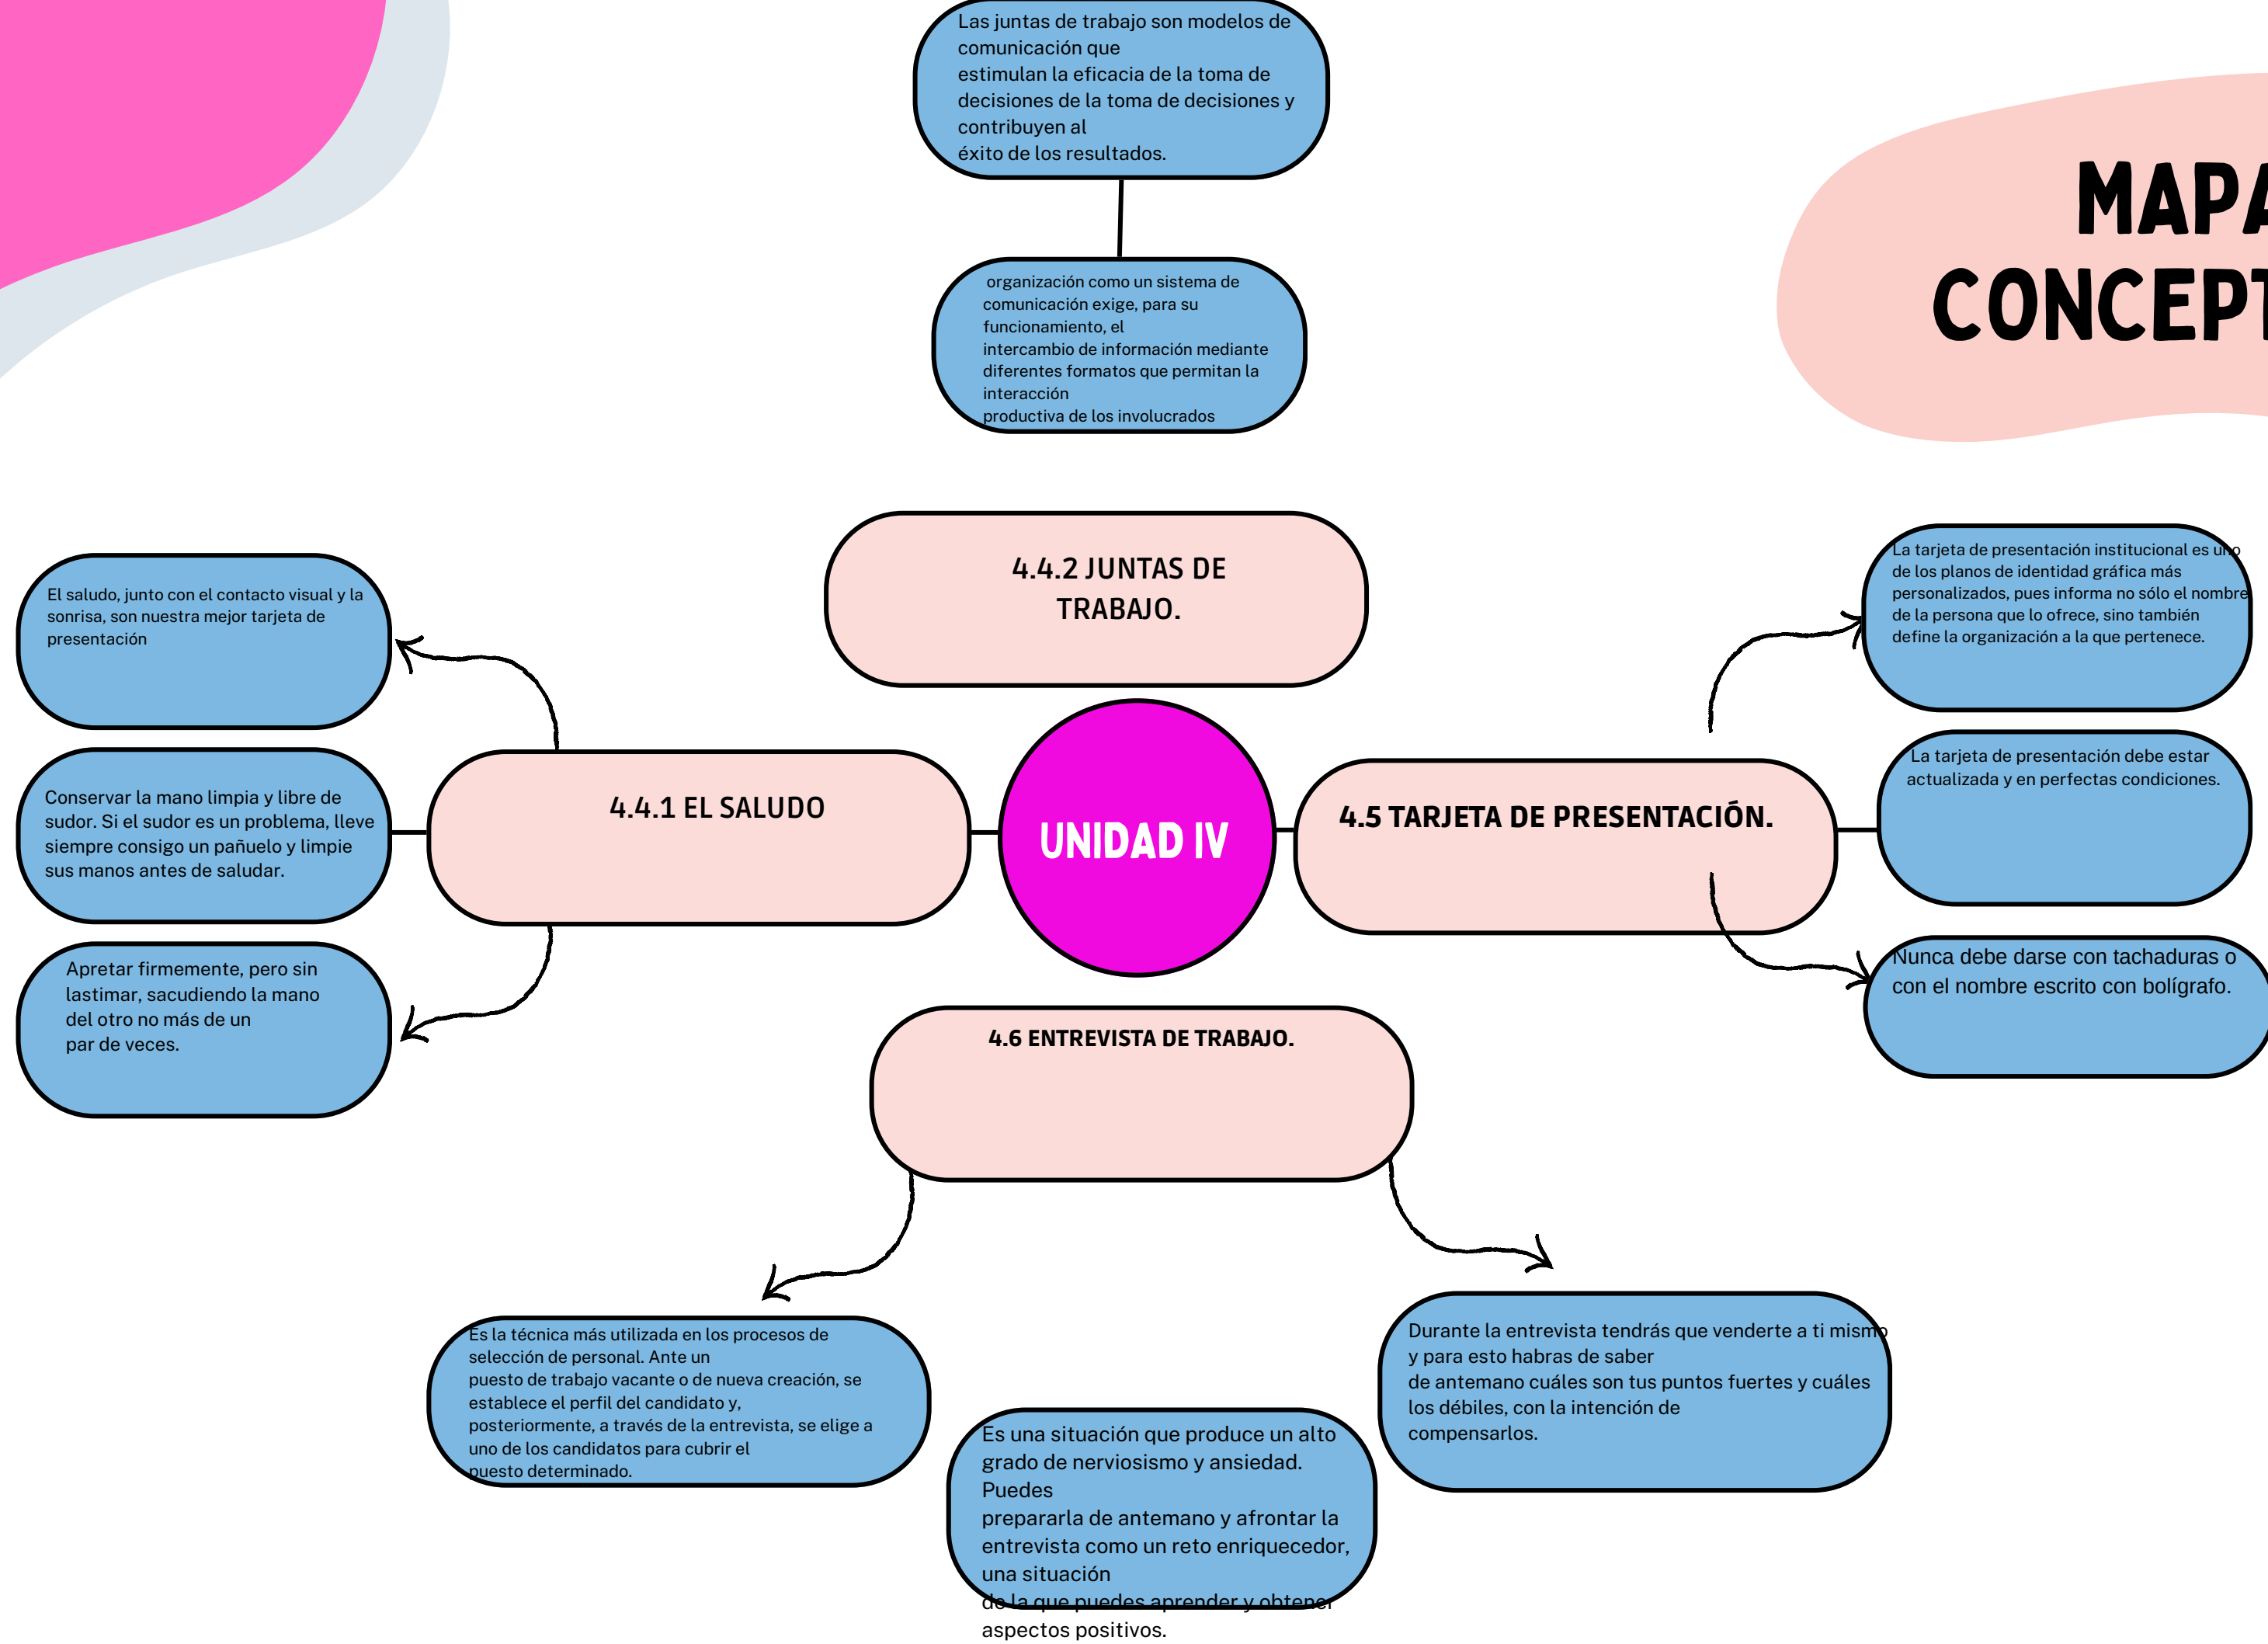 Las juntas de trabajo son modelos de
comunicación que
estimulan la eficacia de la toma de
decisiones de la toma de decisiones y
contribuyen al
éxito de los resultados.
MAPA
CONCEPT
organización como un sistema de
comunicación exige, para su
funcionamiento, el
intercambio de información mediante
diferentes formatos que permitan la
interacción
productiva de los involucrados
4.4.2 JUNTAS DE
TRABAJO.
El saludo, junto con el contacto visual y la
sonrisa, son nuestra mejor tarjeta de
presentación
La tarjeta de presentación institucional es uno
de los planos de identidad gráfica más
personalizados, pues informa no sólo el nombre
de la persona que lo ofrece, sino también
define la organización a la que pertenece.
Conservar la mano limpia y libre de
sudor. Si el sudor es un problema, lleve
siempre consigo un pañuelo y limpie
sus manos antes de saludar.
4.4.1 EL SALUDO
UNIDAD IV
4.5 TARJETA DE PRESENTACIÓN.
La tarjeta de presentación debe estar
actualizada y en perfectas condiciones.
Apretar firmemente, pero sin
lastimar, sacudiendo la mano
del otro no más de un
par de veces.
Nunca debe darse con tachaduras o
con el nombre escrito con bolígrafo.
4.6 ENTREVISTA DE TRABAJO.
Es la técnica más utilizada en los procesos de
selección de personal. Ante un
puesto de trabajo vacante o de nueva creación, se
establece el perfil del candidato y,
posteriormente, a través de la entrevista, se elige a
uno de los candidatos para cubrir el
puesto determinado.
Es una situación que produce un alto
grado de nerviosismo y ansiedad.
Puedes
prepararla de antemano y afrontar la
entrevista como un reto enriquecedor,
una situación
de la que puedes aprender y obtener
aspectos positivos.
Durante la entrevista tendrás que venderte a ti mismo
y para esto habras de saber
de antemano cuáles son tus puntos fuertes y cuáles
los débiles, con la intención de
compensarlos.